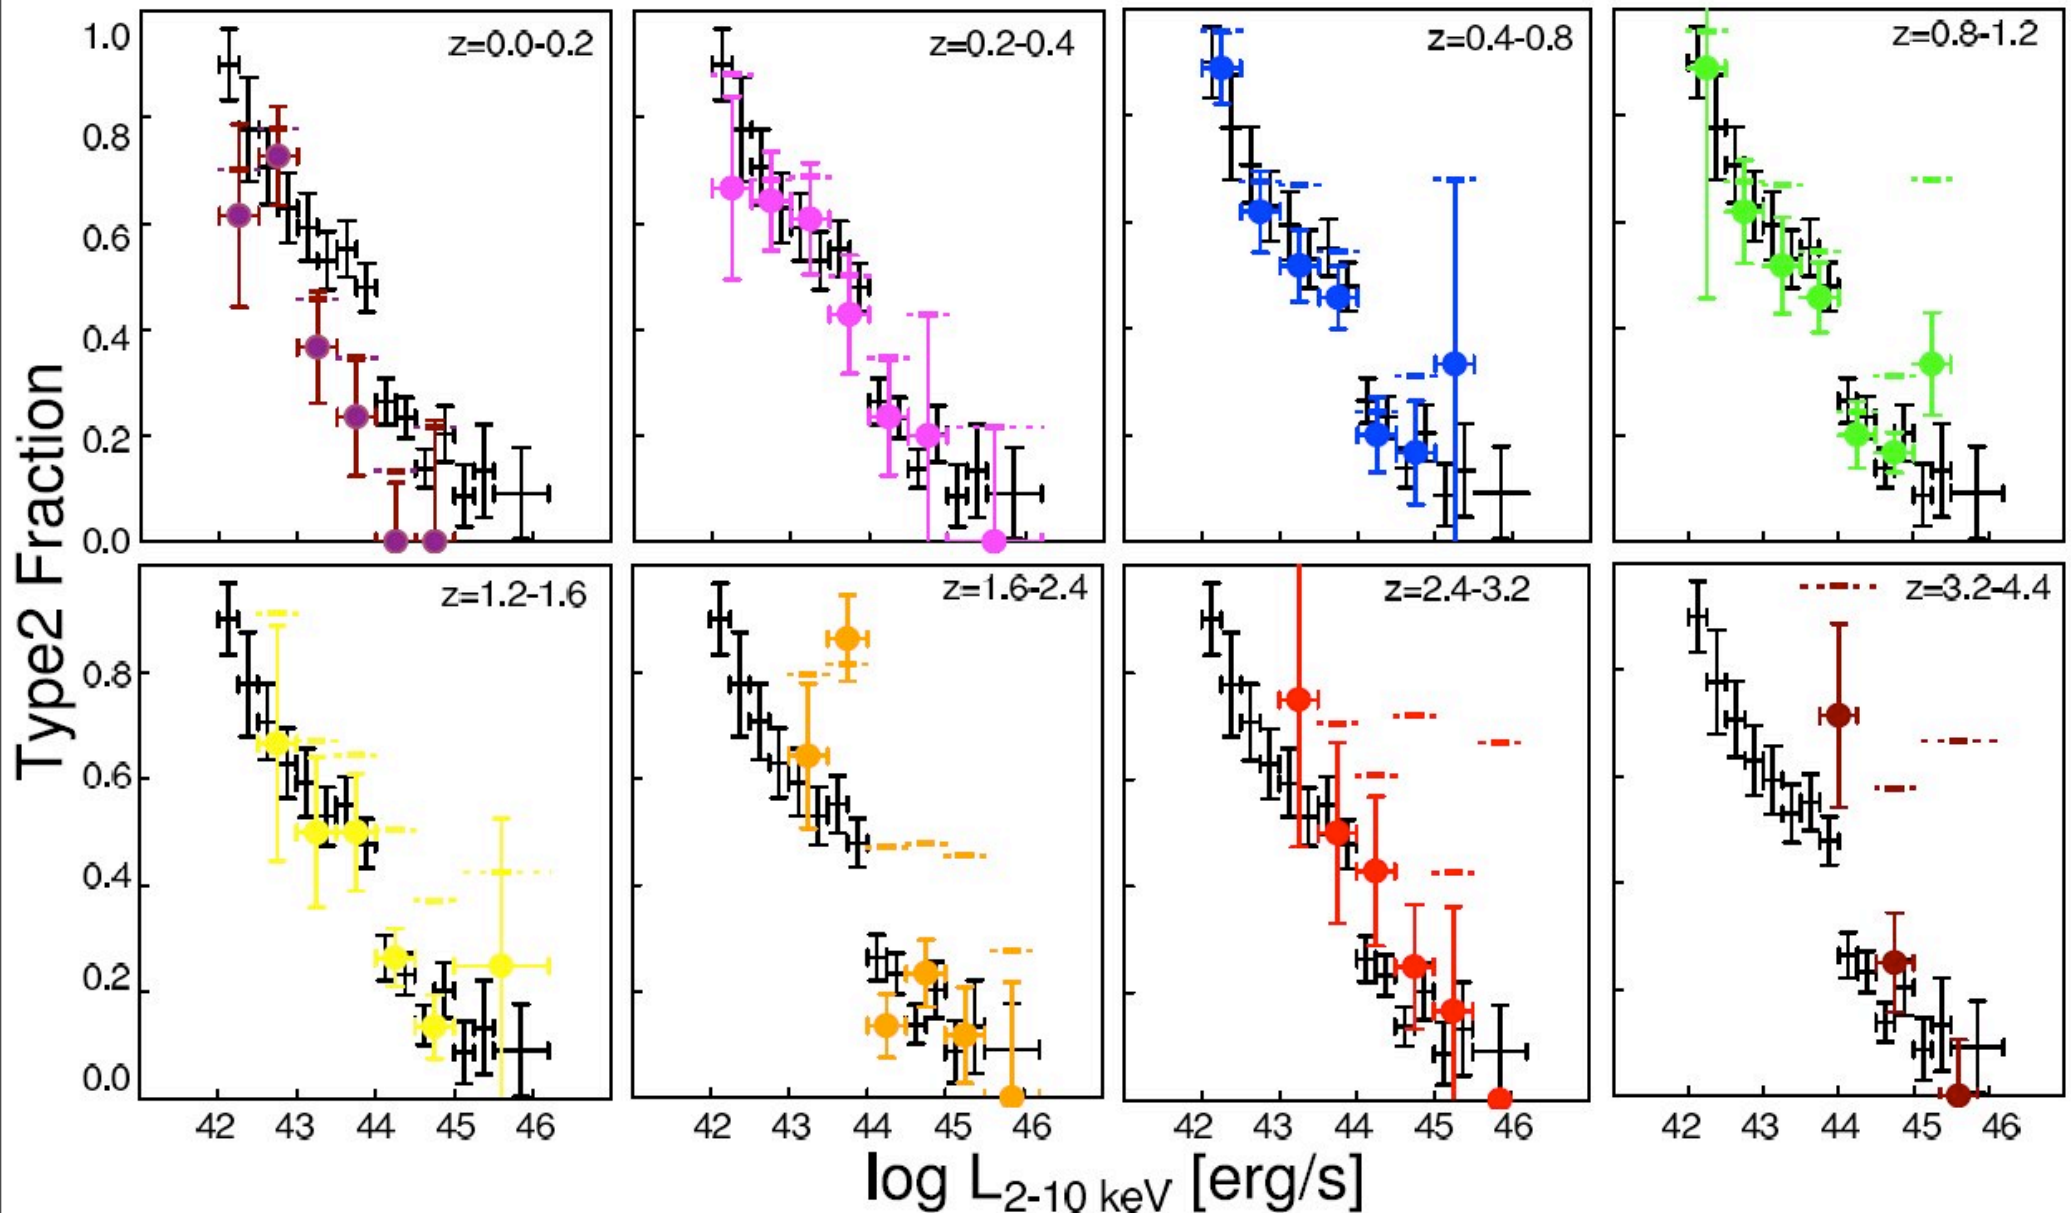 z=0.0-0.2
z=0.2-0.4
z=0.4-0.8
z=0.8-1.2
1.0
0.8
0.6
0.4
0.2
0.0
Type2 Fraction
z=1.2-1.6
z=1.6-2.4
z=2.4-3.2
z=3.2-4.4
0.8
0.6
0.4
0.2
0.0
42 43 44 45 46
42 43 44 45 46
42 43 44 45 46
42 43 44 45 46
log L2-10 keV [erg/s]